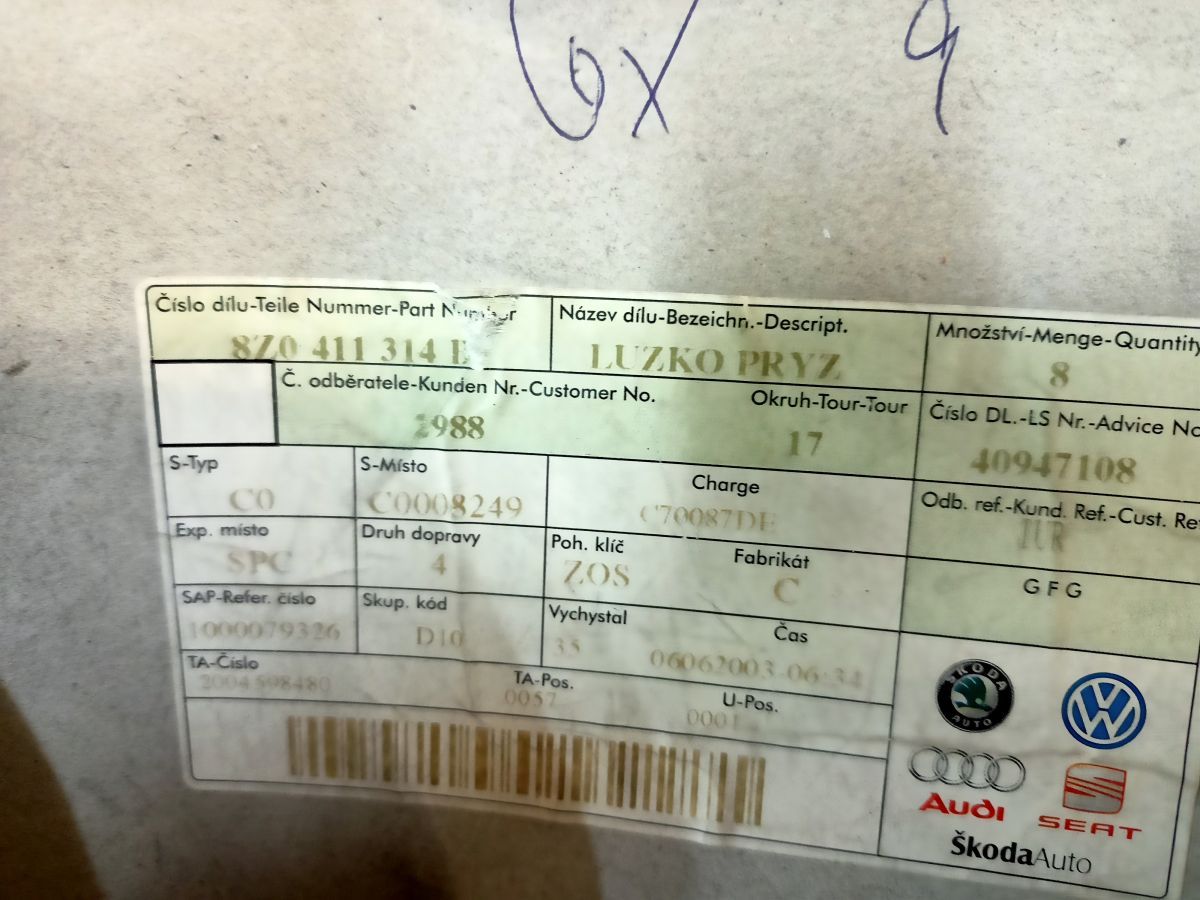 6x 9
Číslo dílu-Teile Nummer-Part Number
8Z0 411 314 E
Název dílu-Bezeichn.-Descript.
LUZKO PRYZ
Množství-Menge-Quantity
8
Č. odběratele-Kunden Nr.-Customer No.
2988
Okruh-Tour-Tour
17
Číslo DL.-LS Nr.-Advice No
40947108
S-Typ
C0
S-Místo
C0008249
Charge
C70087DE
Odb. ref.-Kund. Ref.-Cust. Re
Exp. místo
SPC
Druh dopravy
4
Poh. klíč
ZOS
Fabrikát
C
G F G
SAP-Refer. číslo
1000079326
Skup. kód
D10
Vychystal
35
Čas
06062003-06:34
TA-Číslo
2004598480
TA-Pos.
0057
U-Pos.
0001
ŠKODA
AUTO
VW
Audi
SEAT
ŠkodaAuto